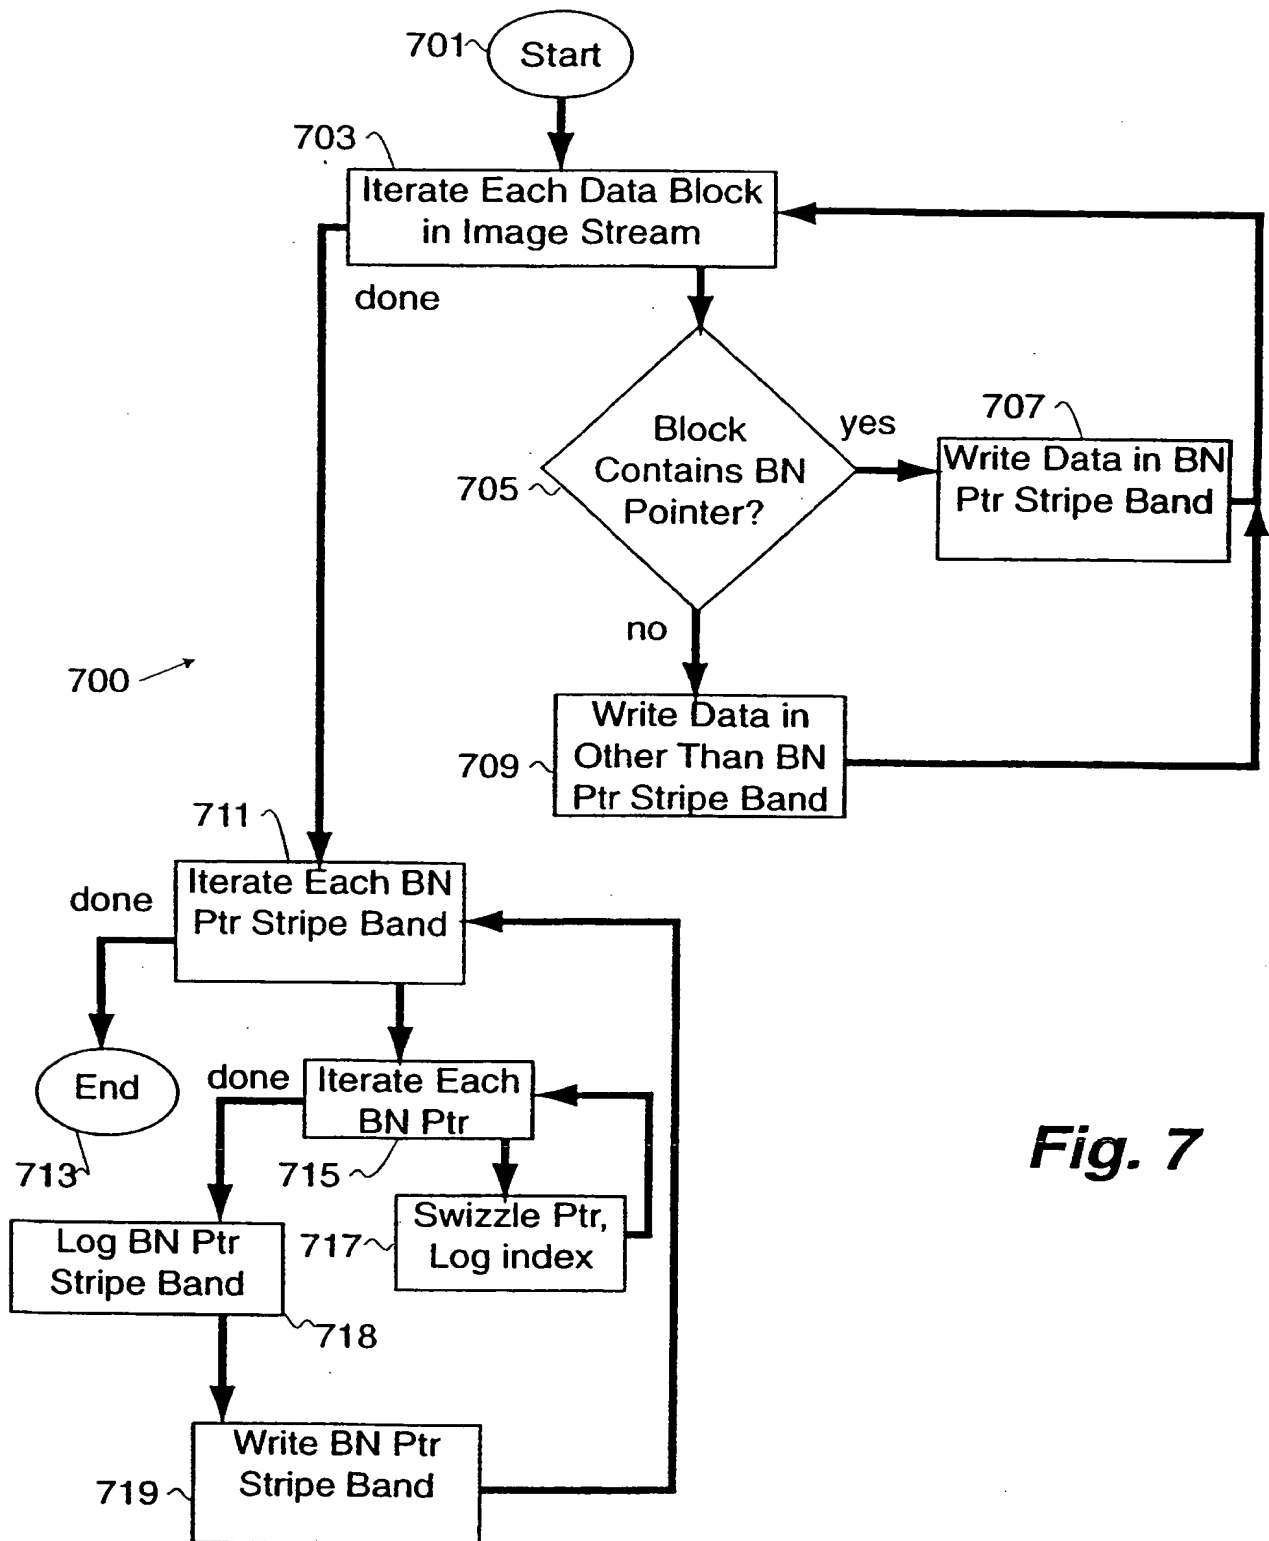 701
Start
703
Iterate Each Data Block
in Image Stream
done
Block
Contains BN
Pointer?
705
yes
707
Write Data in BN
Ptr Stripe Band
no
700
Write Data in
Other Than BN
Ptr Stripe Band
709
711
Iterate Each BN
Ptr Stripe Band
done
End
713
done
Iterate Each
BN Ptr
715
Swizzle Ptr,
Log index
717
Log BN Ptr
Stripe Band
718
Write BN Ptr
Stripe Band
719
Fig. 7